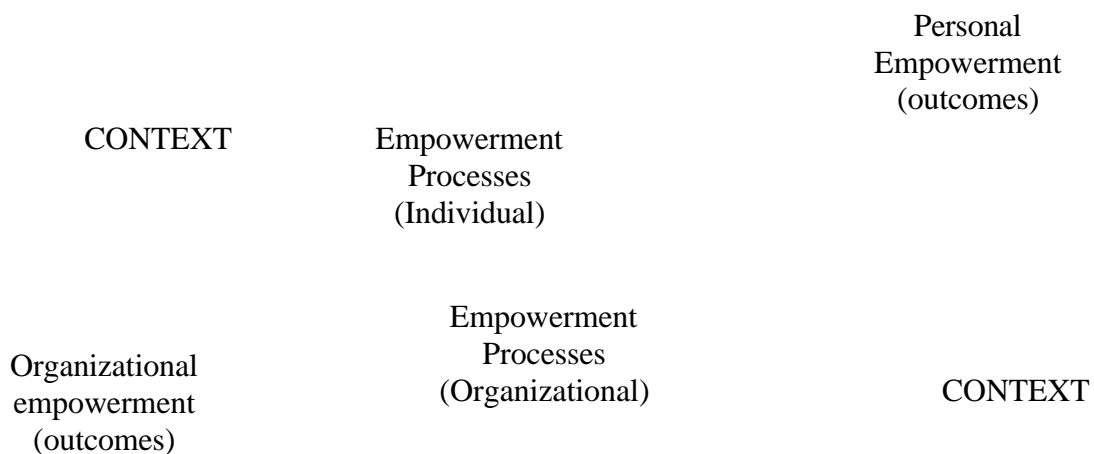 Personal
Empowerment
(outcomes)
CONTEXT
Empowerment
Processes
(Individual)
Empowerment
Processes
(Organizational)
Organizational
empowerment
(outcomes)
CONTEXT